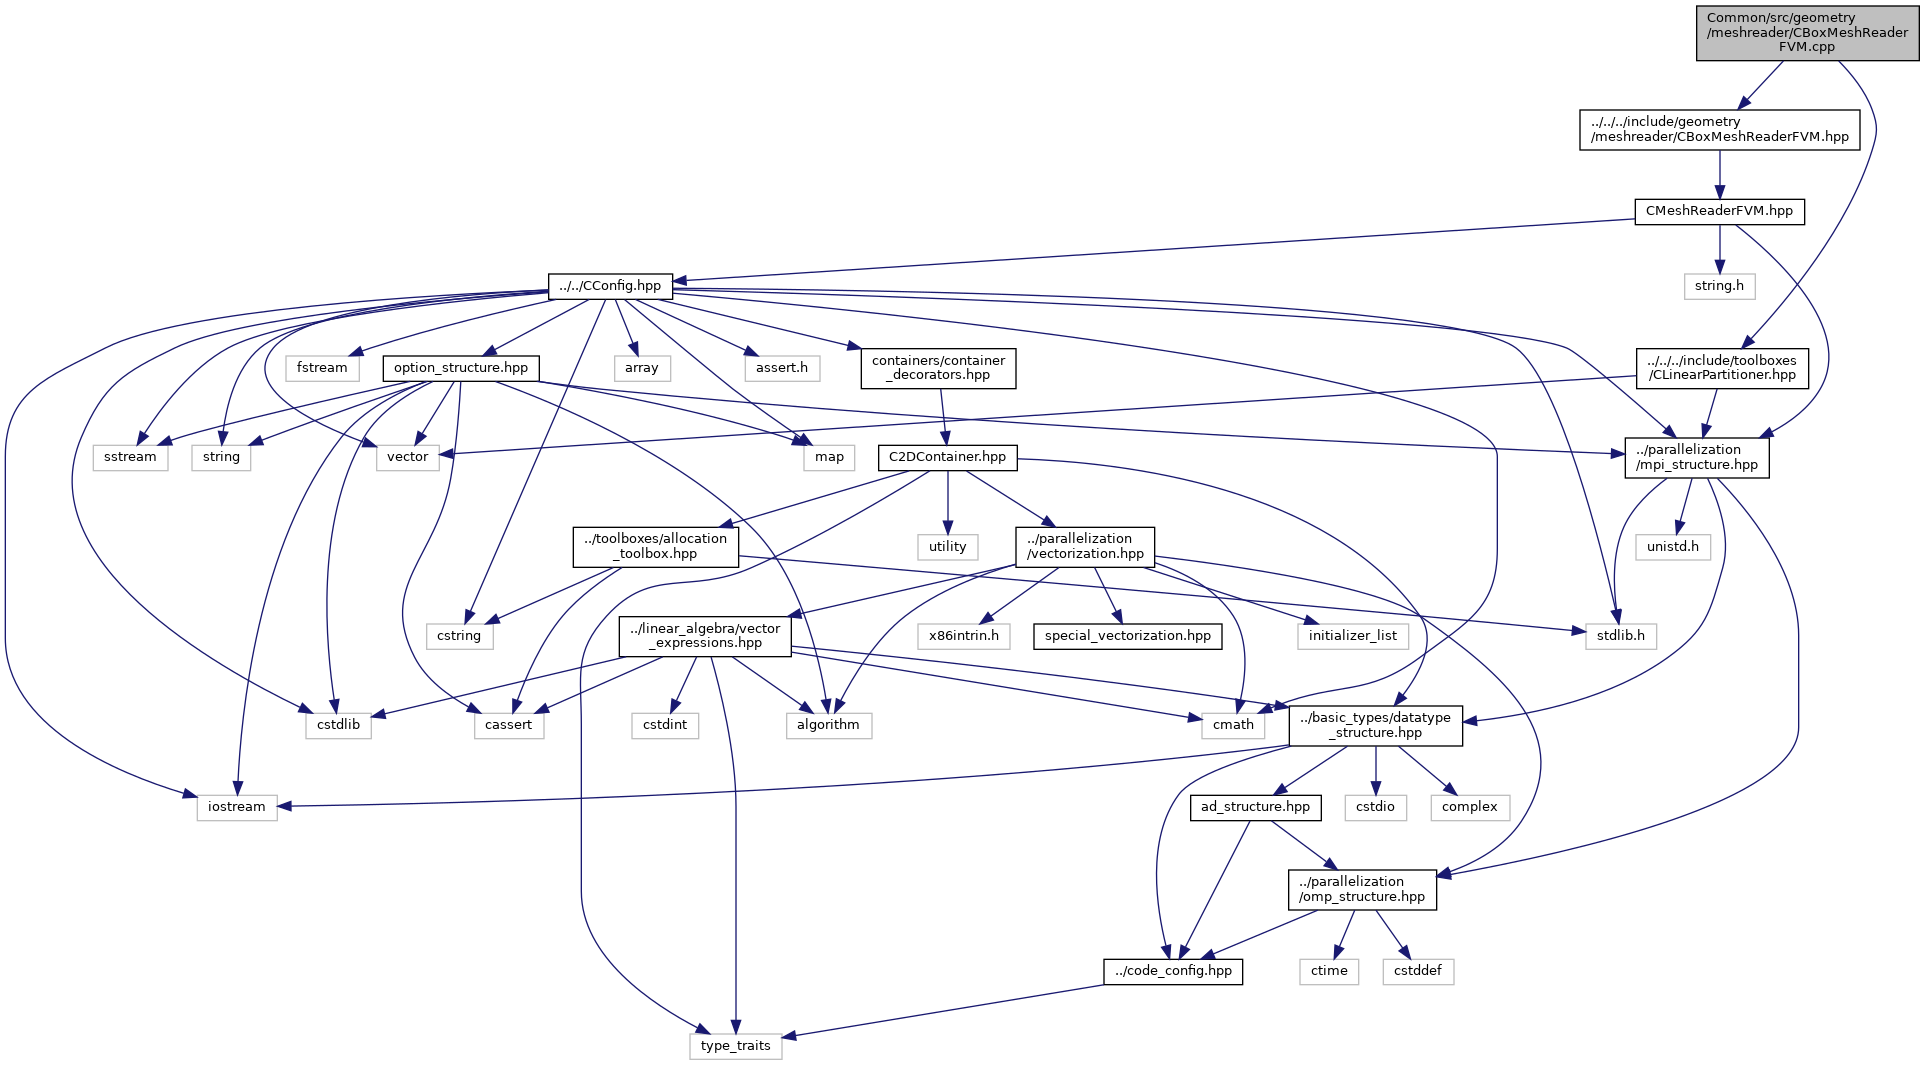 Common/src/geometry
/meshreader/CBoxMeshReader
FVM.cpp
../../../include/geometry
/meshreader/CBoxMeshReaderFVM.hpp
CMeshReaderFVM.hpp
../../CConfig.hpp
string.h
fstream
option_structure.hpp
array
assert.h
containers/container
_decorators.hpp
../../../include/toolboxes
/CLinearPartitioner.hpp
sstream
string
vector
map
C2DContainer.hpp
../parallelization
/mpi_structure.hpp
../toolboxes/allocation
_toolbox.hpp
utility
../parallelization
/vectorization.hpp
unistd.h
cstring
../linear_algebra/vector
_expressions.hpp
x86intrin.h
special_vectorization.hpp
initializer_list
stdlib.h
cstdlib
cassert
cstdint
algorithm
cmath
../basic_types/datatype
_structure.hpp
iostream
ad_structure.hpp
cstdio
complex
../parallelization
/omp_structure.hpp
../code_config.hpp
ctime
cstddef
type_traits